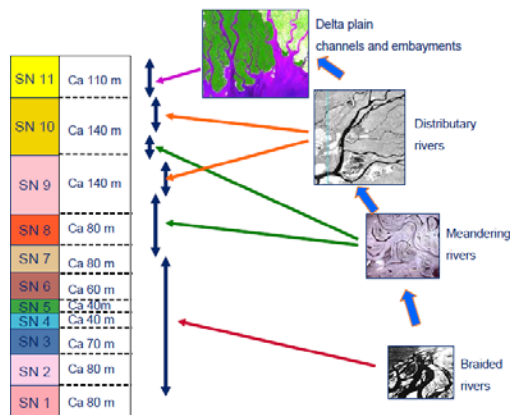 Delta plain
channels and embayments
SN 11 Ca 110 m
SN 10 Ca 140 m
Distributary
rivers
SN 9 Ca 140 m
SN 8 Ca 80 m
Meandering
rivers
SN 7 Ca 80 m
SN 6 Ca 60 m
SN 5 Ca 40m
SN 4 Ca 40 m
SN 3 Ca 70 m
SN 2 Ca 80 m
Braided
rivers
SN 1 Ca 80 m